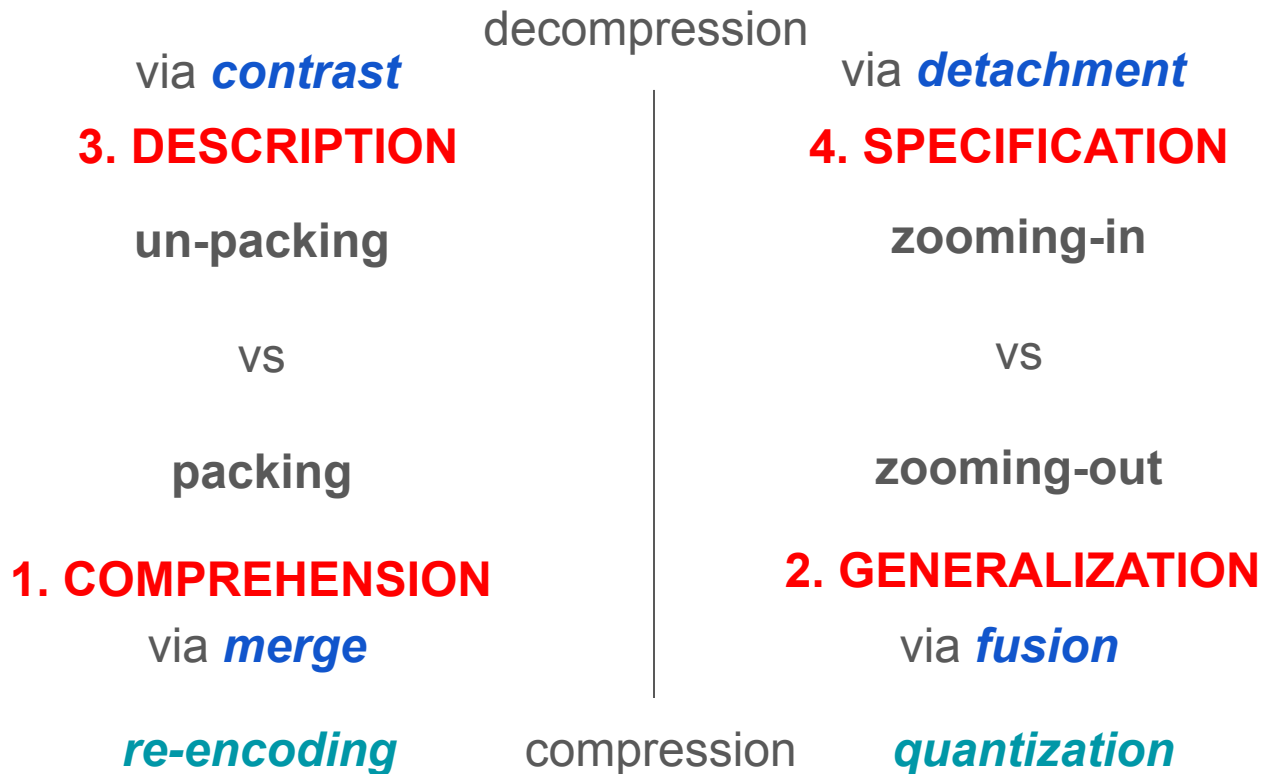 decompression
via contrast
via detachment
3. DESCRIPTION
4. SPECIFICATION
un-packing
zooming-in
vs
vs
packing
zooming-out
1. COMPREHENSION
2. GENERALIZATION
via merge
via fusion
re-encoding
compression
quantization